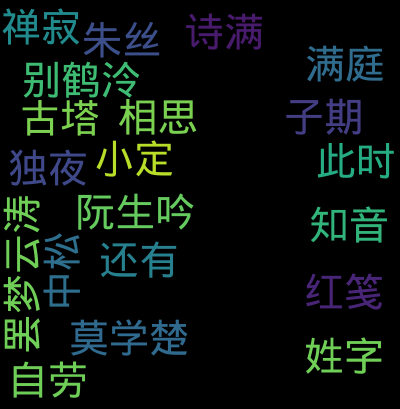 禅寂
朱丝
诗满
满庭
别鹤泠
古塔
相思
子期
独夜
小定
此时
阮生吟
知音
罢梦云涛
中松
还有
红笺
莫学楚
姓字
自劳